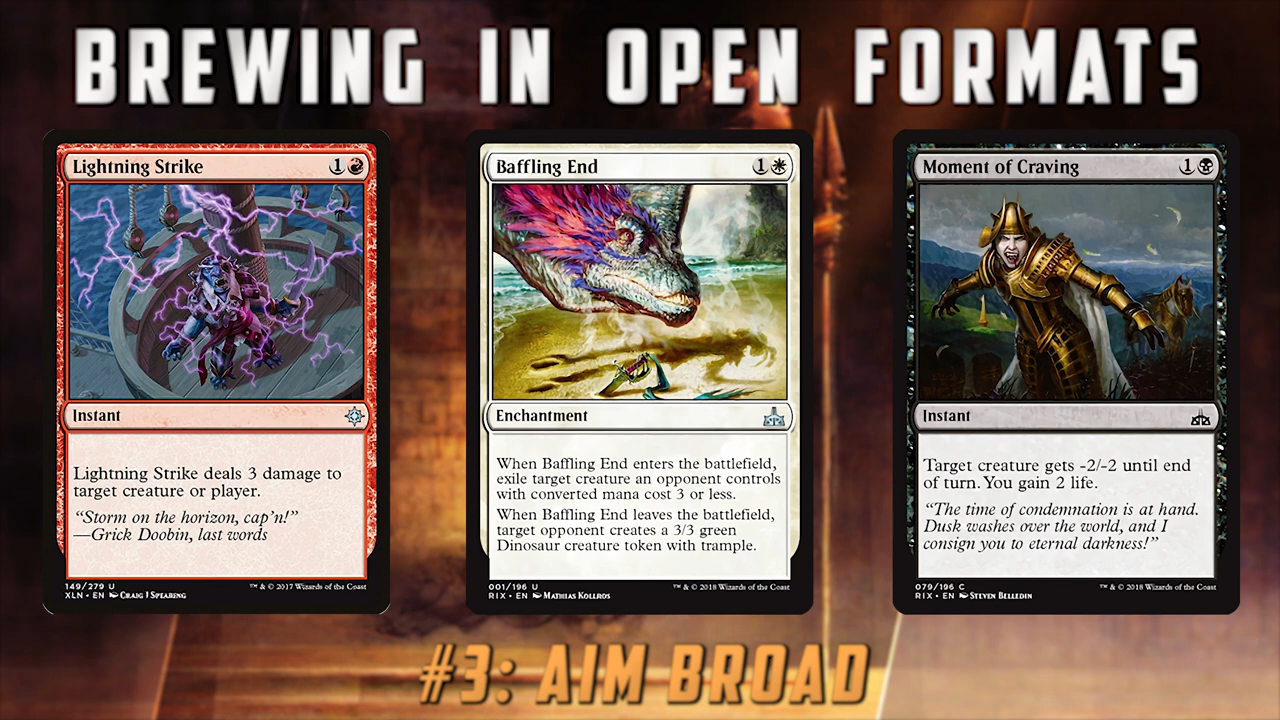 BREWING IN OPEN FORMATS
Lightning Strike 1
Instant
Lightning Strike deals 3 damage to
target creature or player.
“Storm on the horizon, cap’n!”
—Grick Doobin, last words
149/279 U
XLN • EN Craig J Spearing
™ & © 2017 Wizards of the Coast
Baffling End 1
Enchantment
When Baffling End enters the battlefield,
exile target creature an opponent controls
with converted mana cost 3 or less.
When Baffling End leaves the battlefield,
target opponent creates a 3/3 green
Dinosaur creature token with trample.
001/196 U
RIX • EN Mathias Kollros
™ & © 2018 Wizards of the Coast
Moment of Craving 1
Instant
Target creature gets -2/-2 until end
of turn. You gain 2 life.
“The time of condemnation is at hand.
Dusk washes over the world, and I
consign you to eternal darkness!”
079/196 C
RIX • EN Steven Belledin
™ & © 2018 Wizards of the Coast
#3: AIM BROAD